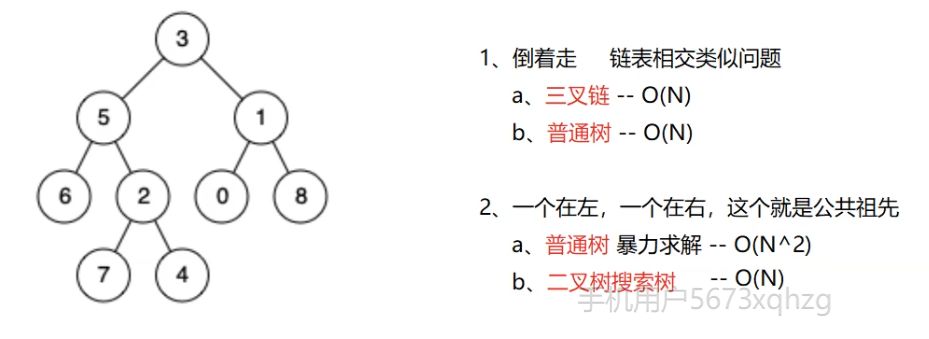 3
5
1
6
2
0
8
7
4
1、倒着走 链表相交类似问题
a、三叉链 -- O(N)
b、普通树 -- O(N)
2、一个在左，一个在右，这个就是公共祖先
a、普通树 暴力求解 -- O(N^2)
b、二叉树搜索树 -- O(N)
手机用户5673xqhzg